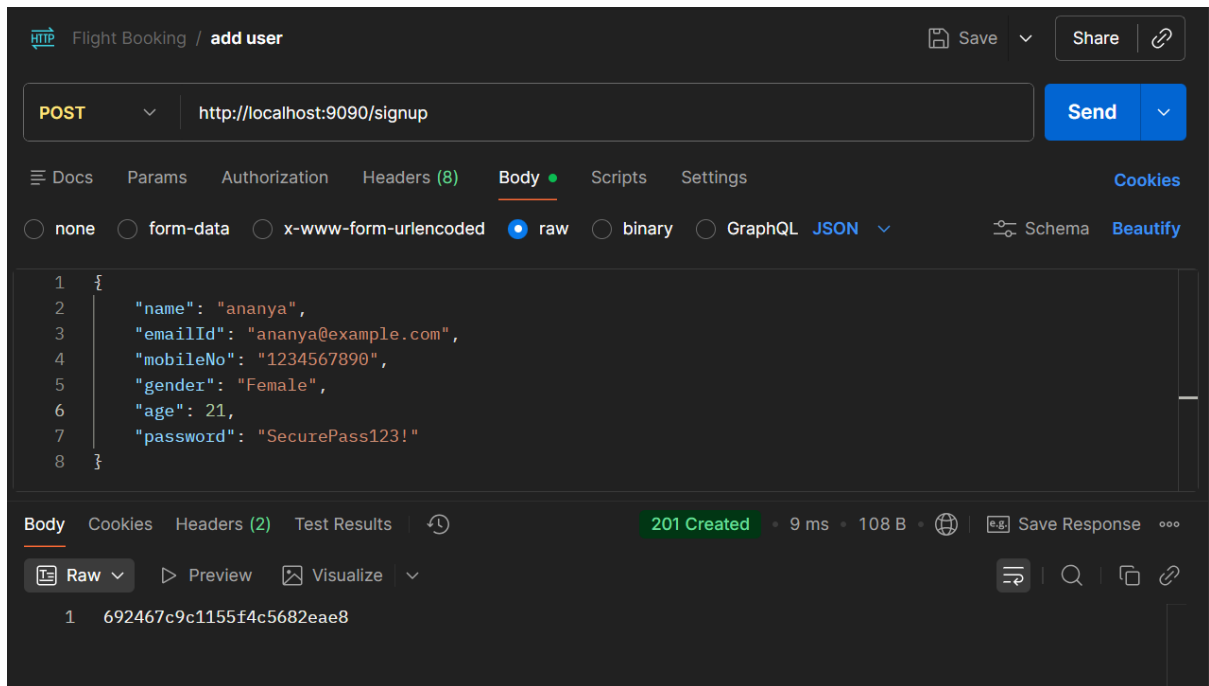 HTTP Flight Booking / add user Save Share
POST http://localhost:9090/signup Send
Docs Params Authorization Headers (8) Body Scripts Settings Cookies
none form-data x-www-form-urlencoded raw binary GraphQL JSON Schema Beautify
1 {
2 "name": "ananya",
3 "emailId": "ananya@example.com",
4 "mobileNo": "1234567890",
5 "gender": "Female",
6 "age": 21,
7 "password": "SecurePass123!"
8 }
Body Cookies Headers (2) Test Results 201 Created • 9 ms • 108 B • e.g. Save Response
Raw Preview Visualize
1 692467c9c1155f4c5682eae8